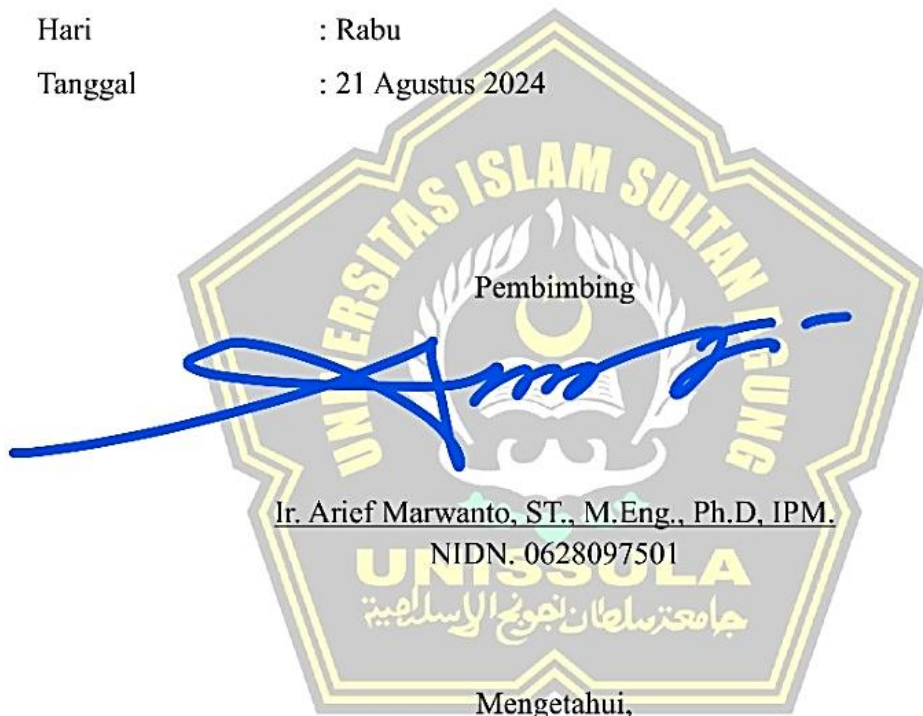 Hari : Rabu
Tanggal : 21 Agustus 2024
UNIVERSITAS ISLAM SULTAN AGUNG
Pembimbing
Ir. Arief Marwanto, ST., M.Eng., Ph.D, IPM.
NIDN. 0628097501
UNISSULA
جامعة سلطان أجونج الإسلامية
Mengetahui,